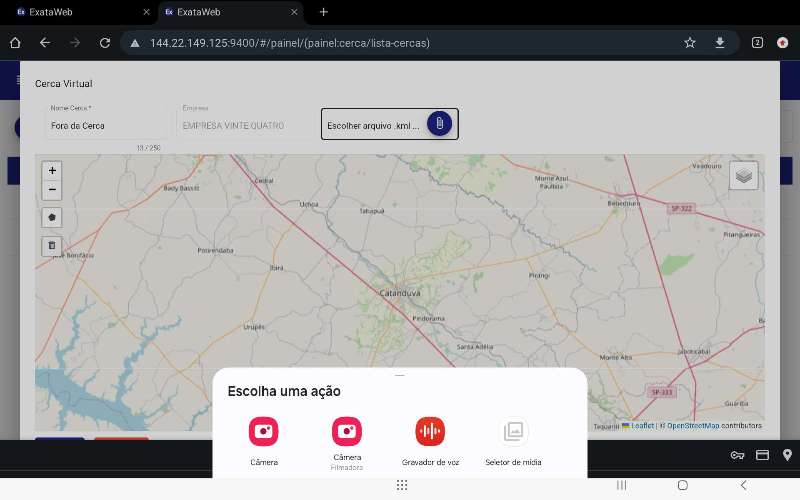 ExataWeb
ExataWeb
144.22.149.125:9400/#/painel/(painel:cerca/lista-cercas)
2
Cerca Virtual
Nome Cerca *
Fora da Cerca
13 / 250
Empresa
EMPRESA VINTE QUATRO
Escolher arquivo .kml ...
+
−
Cedral
Bady Bassitt
Uchoa
Tabapuã
Monte Azul
Paulista
Viradouro
Bebedouro
SP-322
Pitangueiras
José Bonifácio
Potirendaba
Ibirá
Catanduva
Pirangi
Pindorama
Urupês
Santa Adélia
Monte Alto
Jaboticabal
SP-333
Guariba
Taquaritinga
Leaflet | © OpenStreetMap contributors
Escolha uma ação
Câmera
Câmera
Filmadora
Gravador de voz
Seletor de mídia